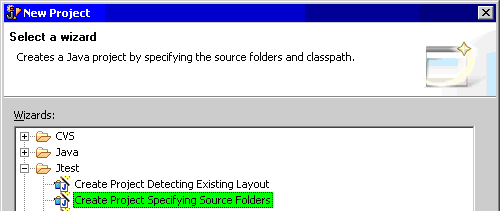 New Project
Select a wizard
Creates a Java project by specifying the source folders and classpath.
Wizards:
CVS
Java
Jtest
Create Project Detecting Existing Layout
Create Project Specifying Source Folders